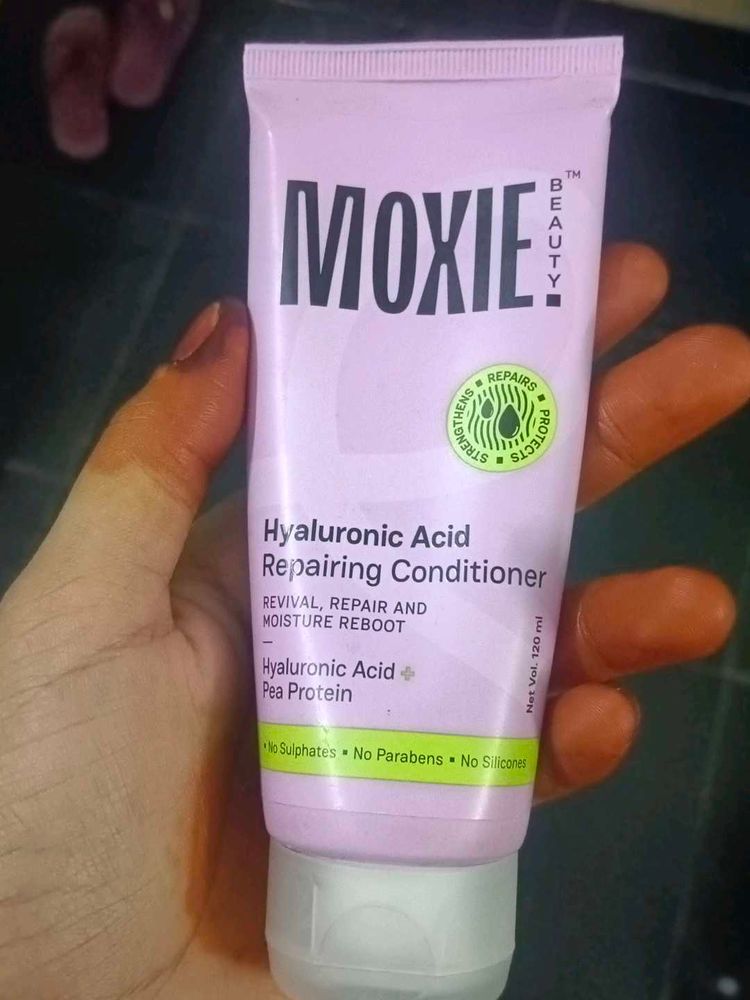 MOXIE
BEAUTY.™
REPAIRS ▪ PROTECTS ▪ STRENGTHENS ▪
Hyaluronic Acid
Repairing Conditioner
REVIVAL, REPAIR AND
MOISTURE REBOOT
Hyaluronic Acid +
Pea Protein
Net Vol. 120 ml
▪ No Sulphates ▪ No Parabens ▪ No Silicones